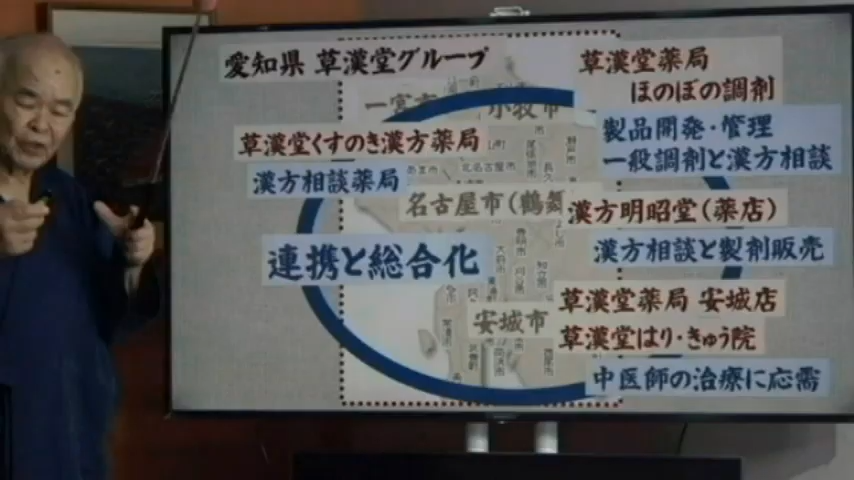 愛知県 草漢堂グループ
草漢堂薬局
ほのぼの調剤
製品開発・管理
一般調剤と漢方相談
草漢堂くすのき漢方薬局
漢方相談薬局
一宮市
小牧市
北名古屋市
名古屋市(鶴舞
漢方明昭堂(薬店)
漢方相談と製剤販売
連携と総合化
安城市
草漢堂薬局 安城店
草漢堂はり・きゅう院
中医師の治療に応需